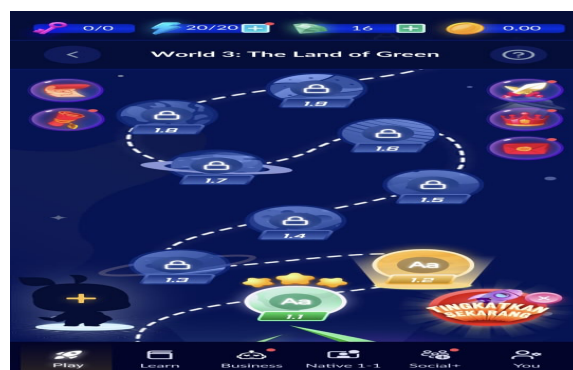 0/0 20/20 16 0.00
World 3: The Land of Green
1.9
1.8
1.6
1.7
1.5
1.4
1.3
Aa
1.2
Aa
1.1
TINGKATKAN
SEKARANG
Play Learn Business Native 1-1 Social+ You